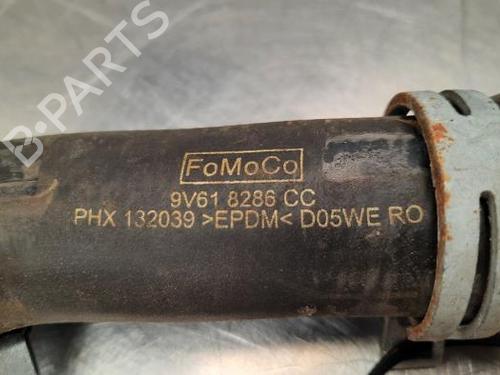 FoMoCo
9V61 8286 CC
PHX 132039 >EPDM< D05WE RO
B-PARTS